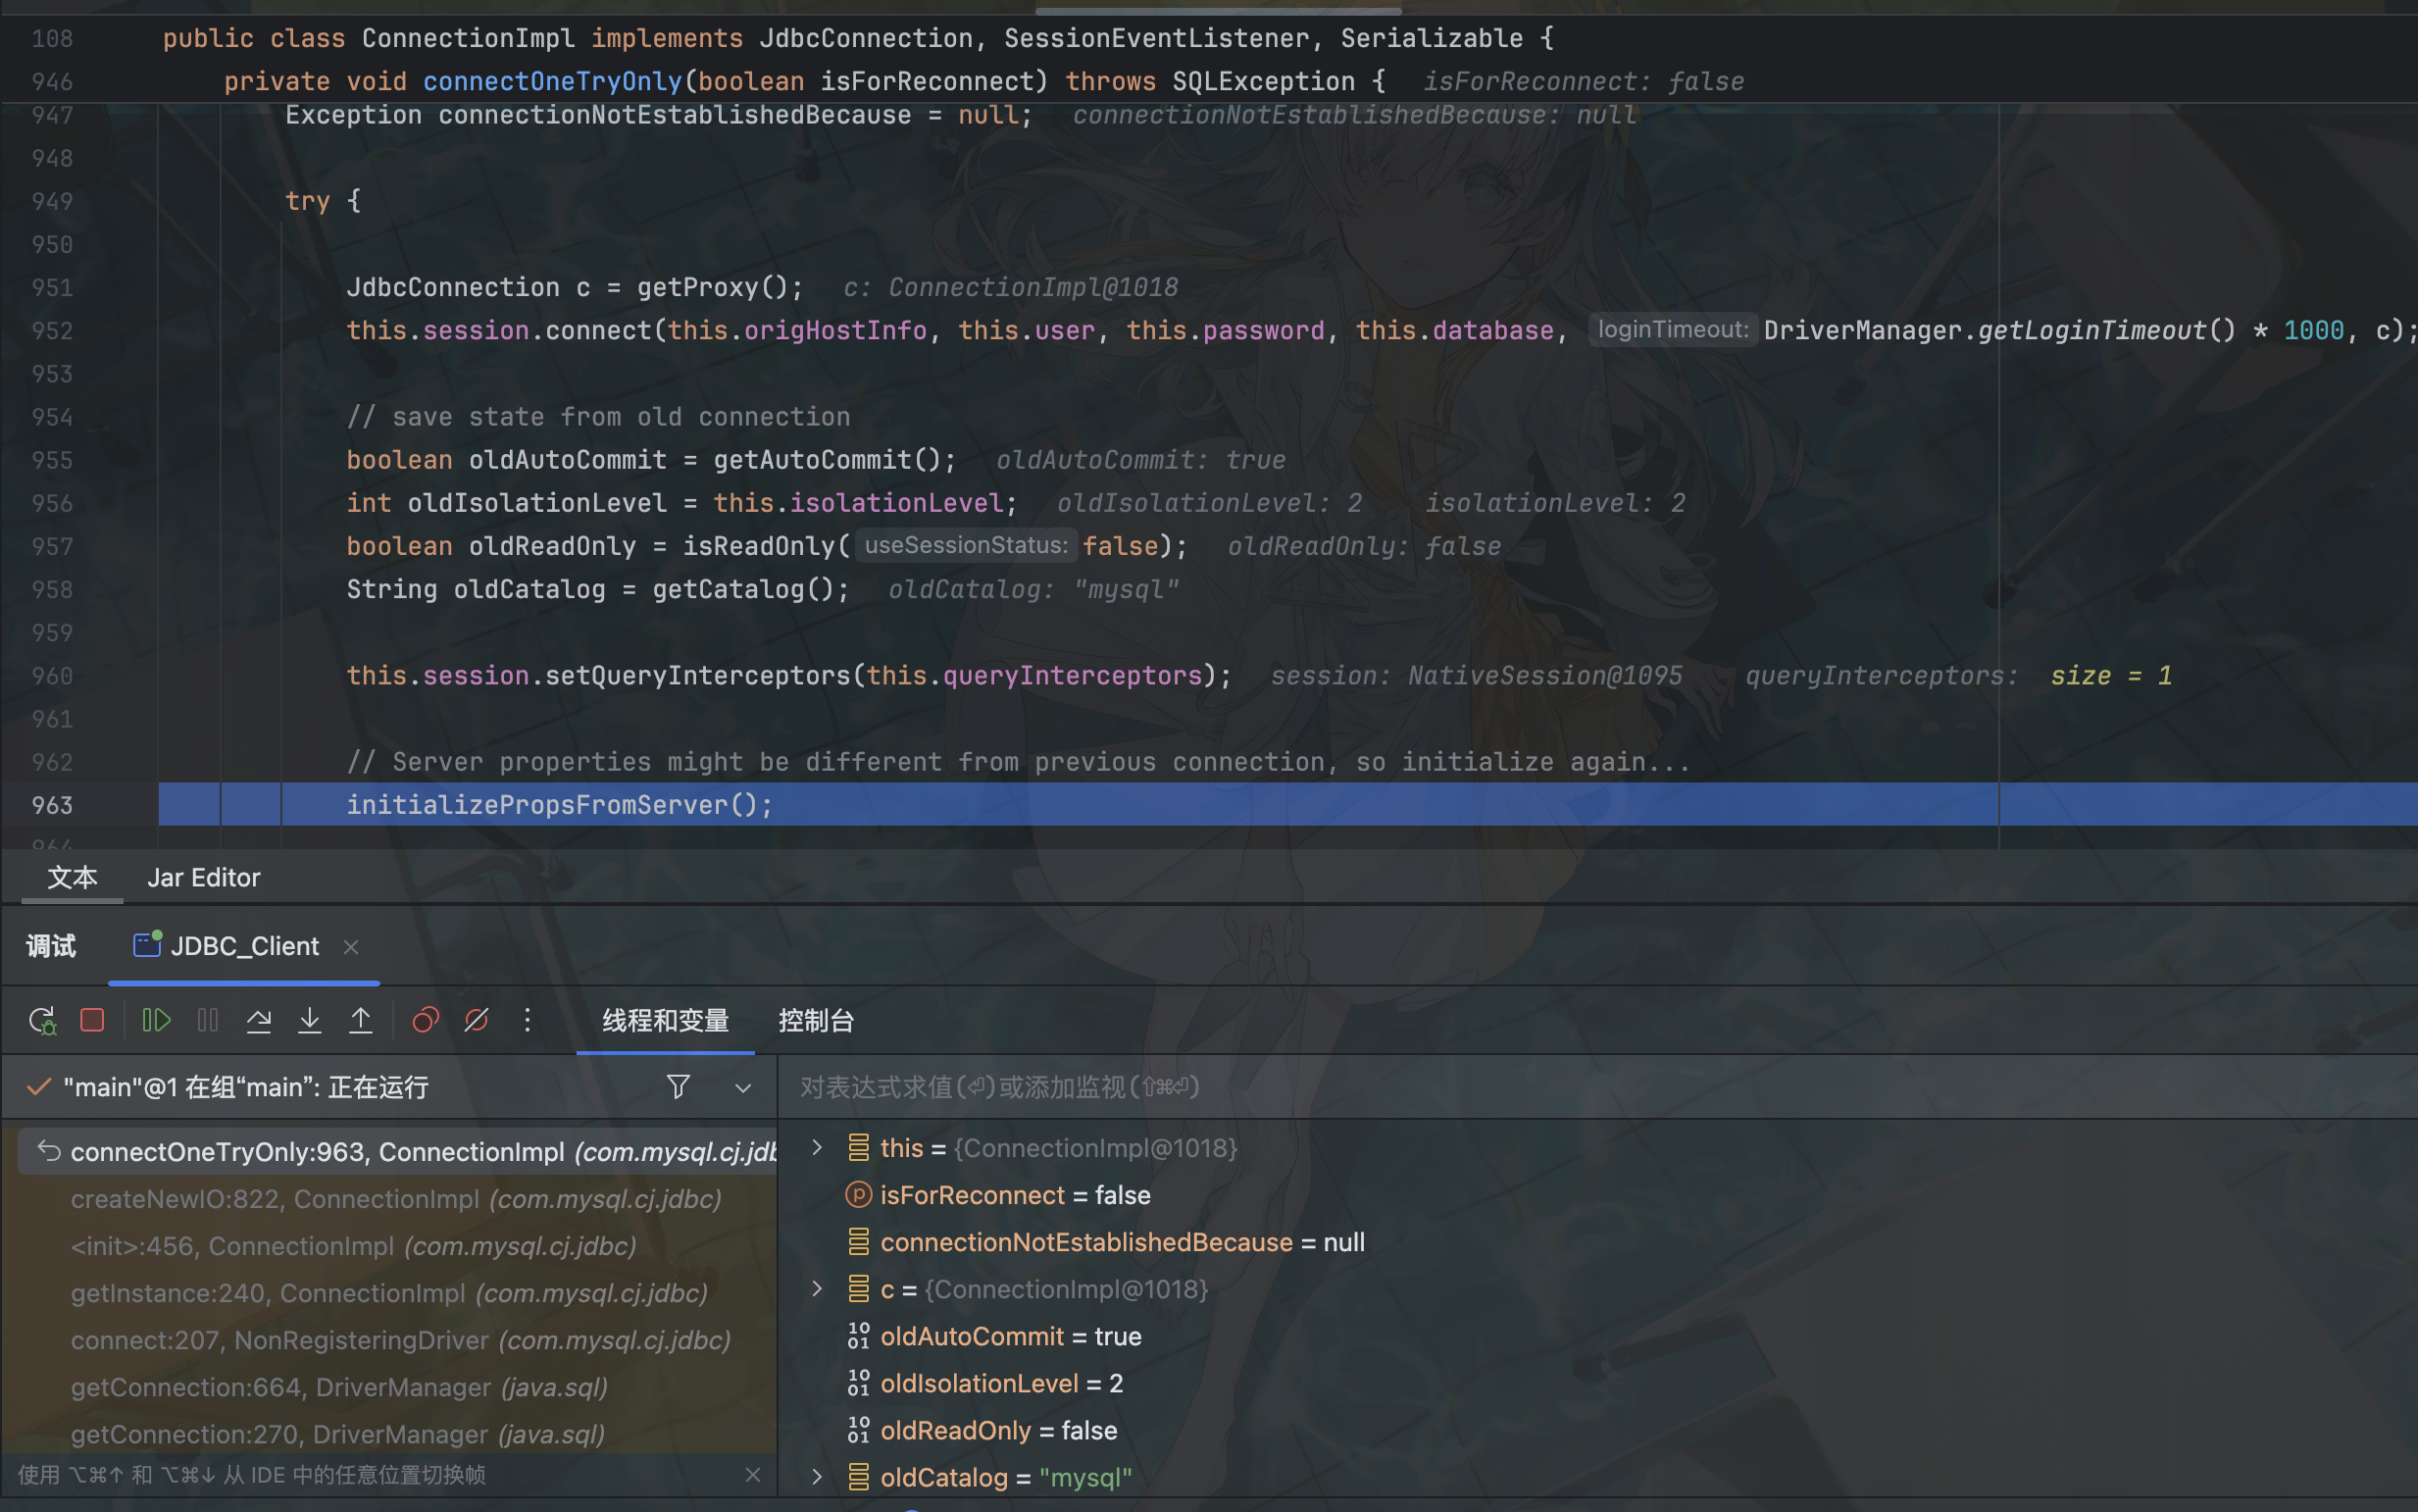 108 public class ConnectionImpl implements JdbcConnection, SessionEventListener, Serializable {
946 private void connectOneTryOnly(boolean isForReconnect) throws SQLException { isForReconnect: false
947 Exception connectionNotEstablishedBecause = null; connectionNotEstablishedBecause: null
948
949 try {
950
951 JdbcConnection c = getProxy(); c: ConnectionImpl@1018
952 this.session.connect(this.origHostInfo, this.user, this.password, this.database, loginTimeout: DriverManager.getLoginTimeout() * 1000, c);
953
954 // save state from old connection
955 boolean oldAutoCommit = getAutoCommit(); oldAutoCommit: true
956 int oldIsolationLevel = this.isolationLevel; oldIsolationLevel: 2 isolationLevel: 2
957 boolean oldReadOnly = isReadOnly( useSessionStatus: false); oldReadOnly: false
958 String oldCatalog = getCatalog(); oldCatalog: "mysql"
959
960 this.session.setQueryInterceptors(this.queryInterceptors); session: NativeSession@1095 queryInterceptors: size = 1
961
962 // Server properties might be different from previous connection, so initialize again...
963 initializePropsFromServer();
964
文本 Jar Editor
调试 JDBC_Client
线程和变量 控制台
"main"@1 在组“main”: 正在运行
对表达式求值(⏎)或添加监视(⇧⌘⏎)
connectOneTryOnly:963, ConnectionImpl (com.mysql.cj.jdb
createNewIO:822, ConnectionImpl (com.mysql.cj.jdbc)
<init>:456, ConnectionImpl (com.mysql.cj.jdbc)
getInstance:240, ConnectionImpl (com.mysql.cj.jdbc)
connect:207, NonRegisteringDriver (com.mysql.cj.jdbc)
getConnection:664, DriverManager (java.sql)
getConnection:270, DriverManager (java.sql)
使用 ⌥⌘↑ 和 ⌥⌘↓ 从 IDE 中的任意位置切换帧
this = {ConnectionImpl@1018}
isForReconnect = false
connectionNotEstablishedBecause = null
c = {ConnectionImpl@1018}
oldAutoCommit = true
oldIsolationLevel = 2
oldReadOnly = false
oldCatalog = "mysql"